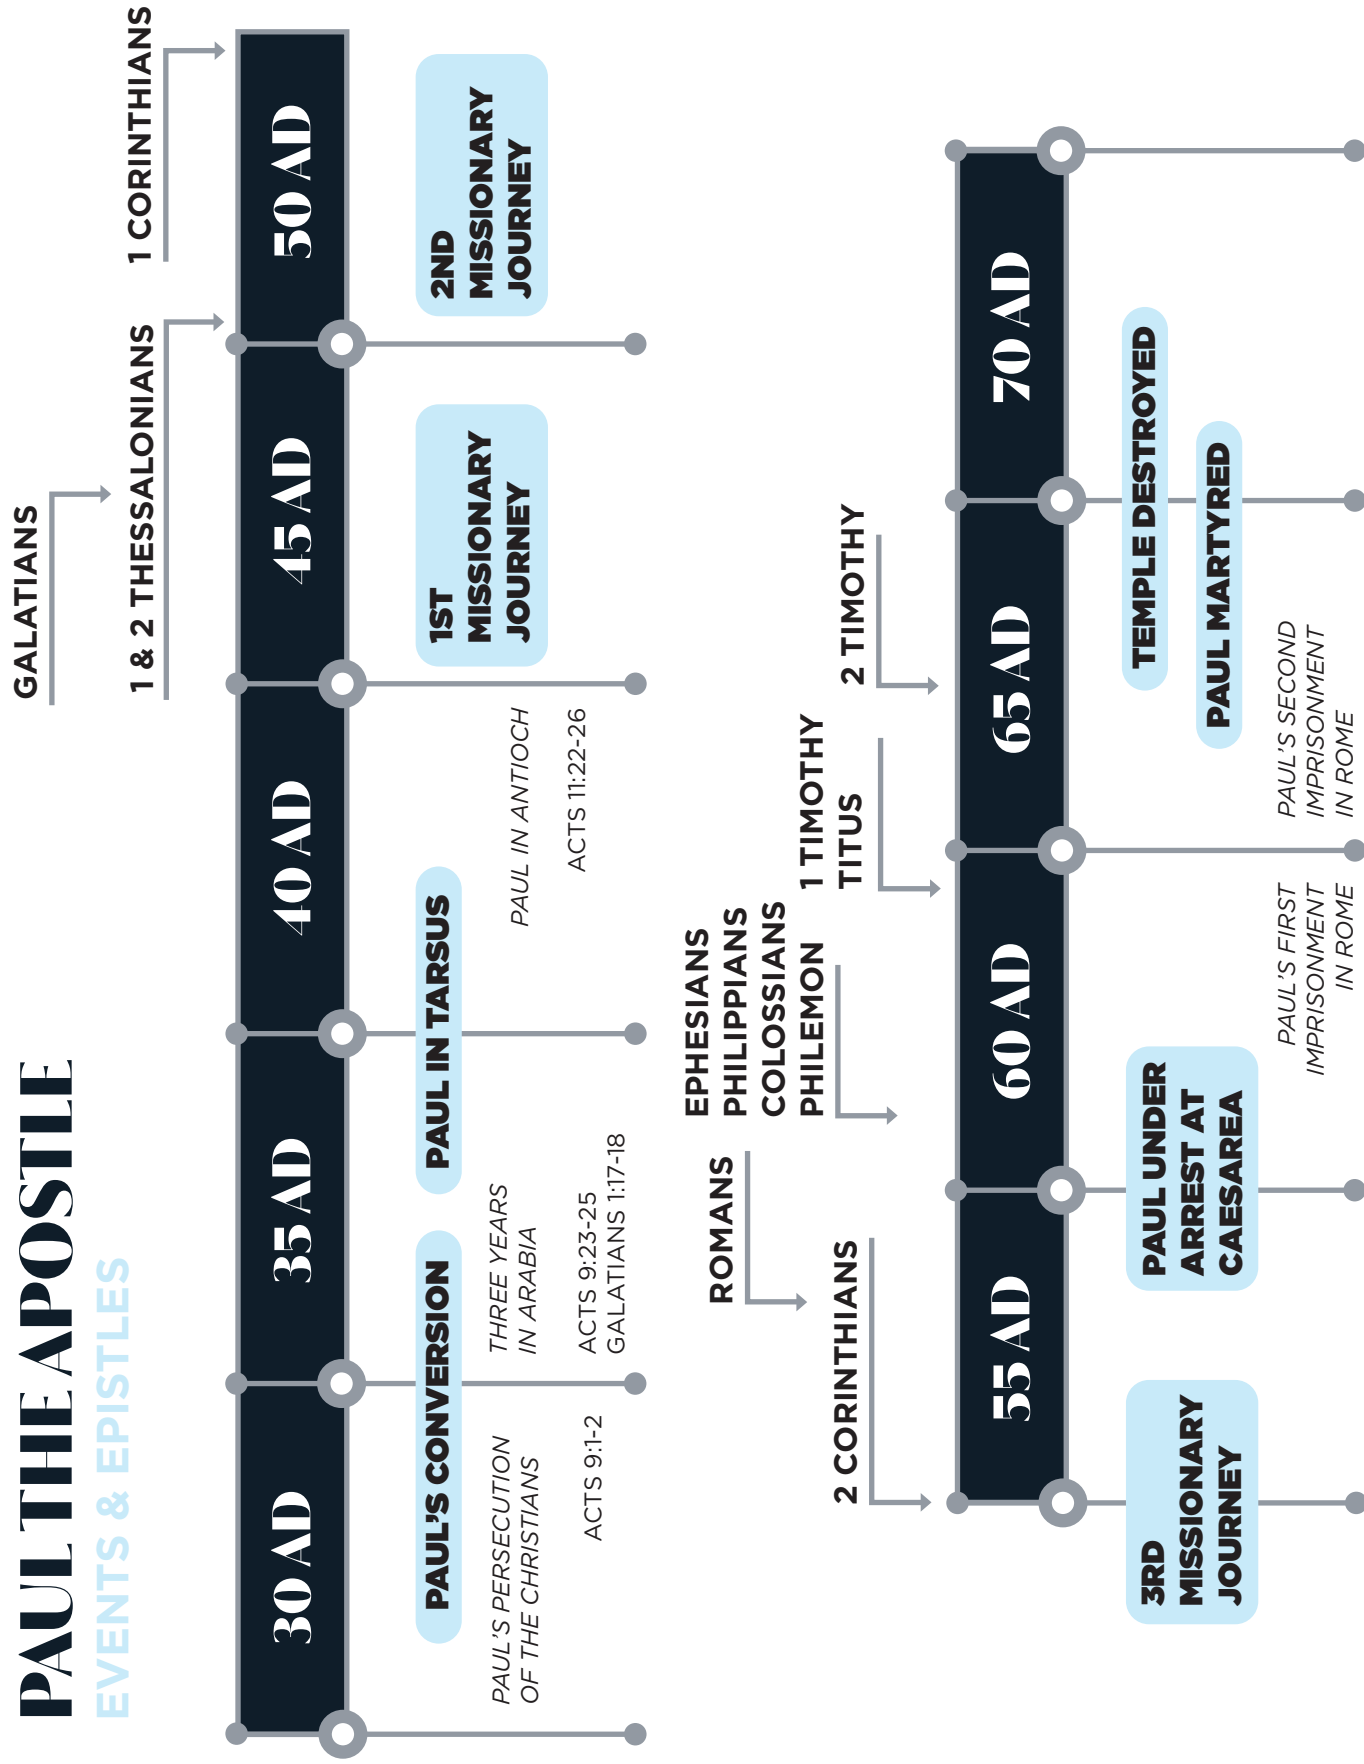 PAUL THE APOSTLE
EVENTS & EPISTLES
GALATIANS
1 & 2 THESSALONIANS
1 CORINTHIANS
30 AD
35 AD
40 AD
45 AD
50 AD
PAUL'S CONVERSION
PAUL IN TARSUS
1ST
MISSIONARY
JOURNEY
2ND
MISSIONARY
JOURNEY
PAUL'S PERSECUTION
OF THE CHRISTIANS
ACTS 9:1-2
THREE YEARS
IN ARABIA
ACTS 9:23-25
GALATIANS 1:17-18
PAUL IN ANTIOCH
ACTS 11:22-26
2 CORINTHIANS
ROMANS
EPHESIANS
PHILIPPIANS
COLOSSIANS
PHILEMON
1 TIMOTHY
TITUS
2 TIMOTHY
55 AD
60 AD
65 AD
70 AD
3RD
MISSIONARY
JOURNEY
PAUL UNDER
ARREST AT
CAESAREA
TEMPLE DESTROYED
PAUL MARTYRED
PAUL'S FIRST
IMPRISONMENT
IN ROME
PAUL'S SECOND
IMPRISONMENT
IN ROME